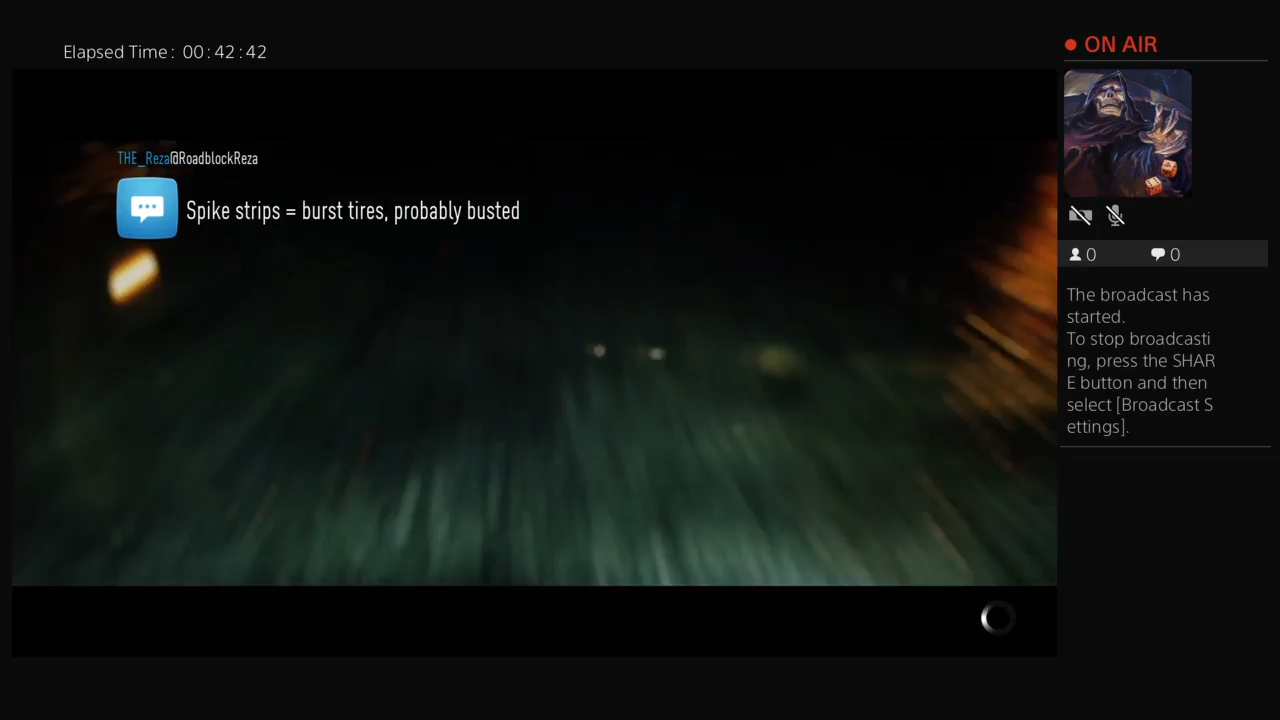 Elapsed Time: 00:42:42
ON AIR
THE_Reza@RoadblockReza
Spike strips = burst tires, probably busted
0 0
The broadcast has
started.
To stop broadcasti
ng, press the SHAR
E button and then
select [Broadcast S
ettings].